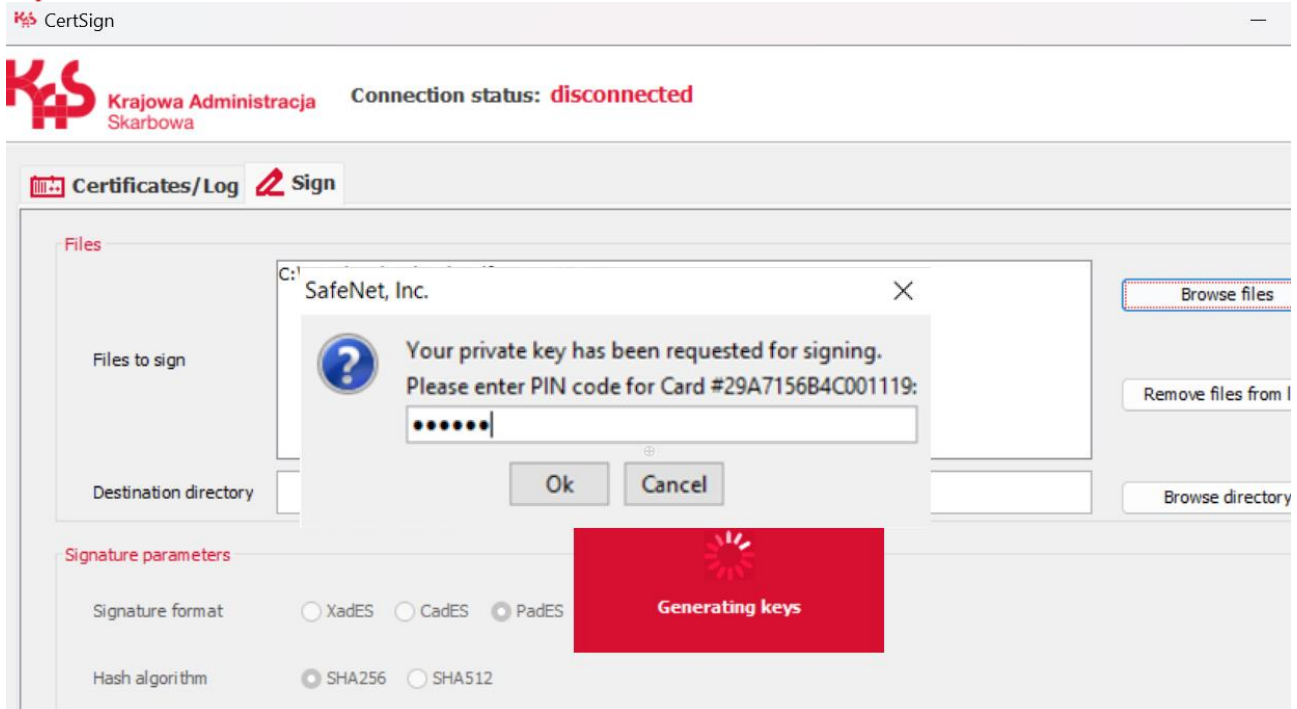 CertSign
Krajowa Administracja
Skarbowa
Connection status: disconnected
Certificates/Log
Sign
Files
C:\
SafeNet, Inc.
Browse files
Files to sign
Your private key has been requested for signing.
Please enter PIN code for Card #29A7156B4C001119:
Remove files from l
Ok
Cancel
Destination directory
Browse directory
Signature parameters
Generating keys
Signature format
XadES
CadES
PadES
Hash algorithm
SHA256
SHA512